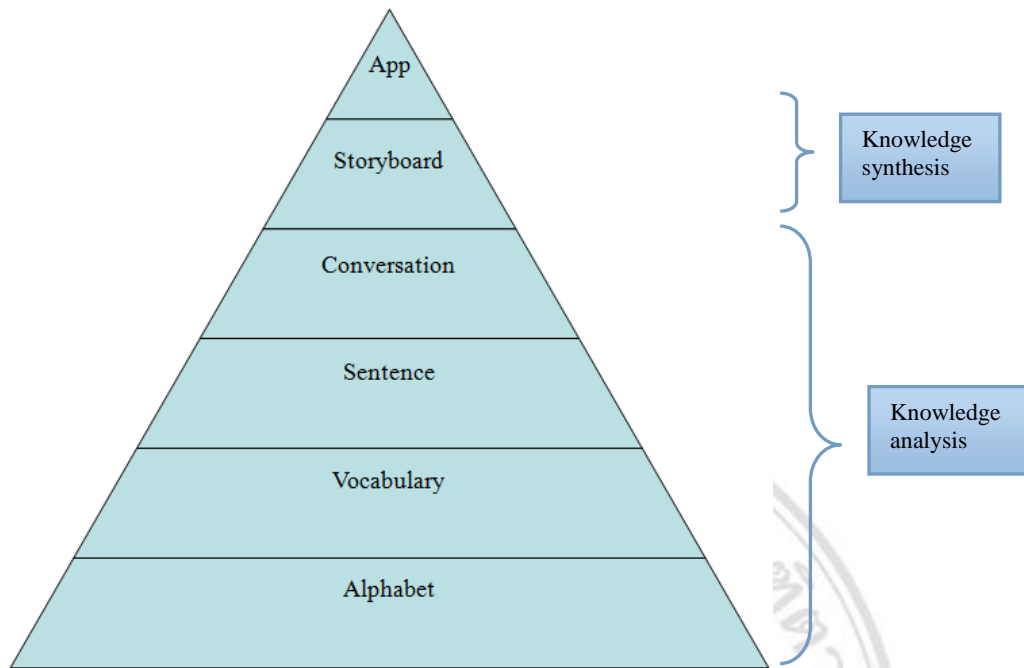 App
Storyboard
Conversation
Sentence
Vocabulary
Alphabet
Knowledge
synthesis
Knowledge
analysis